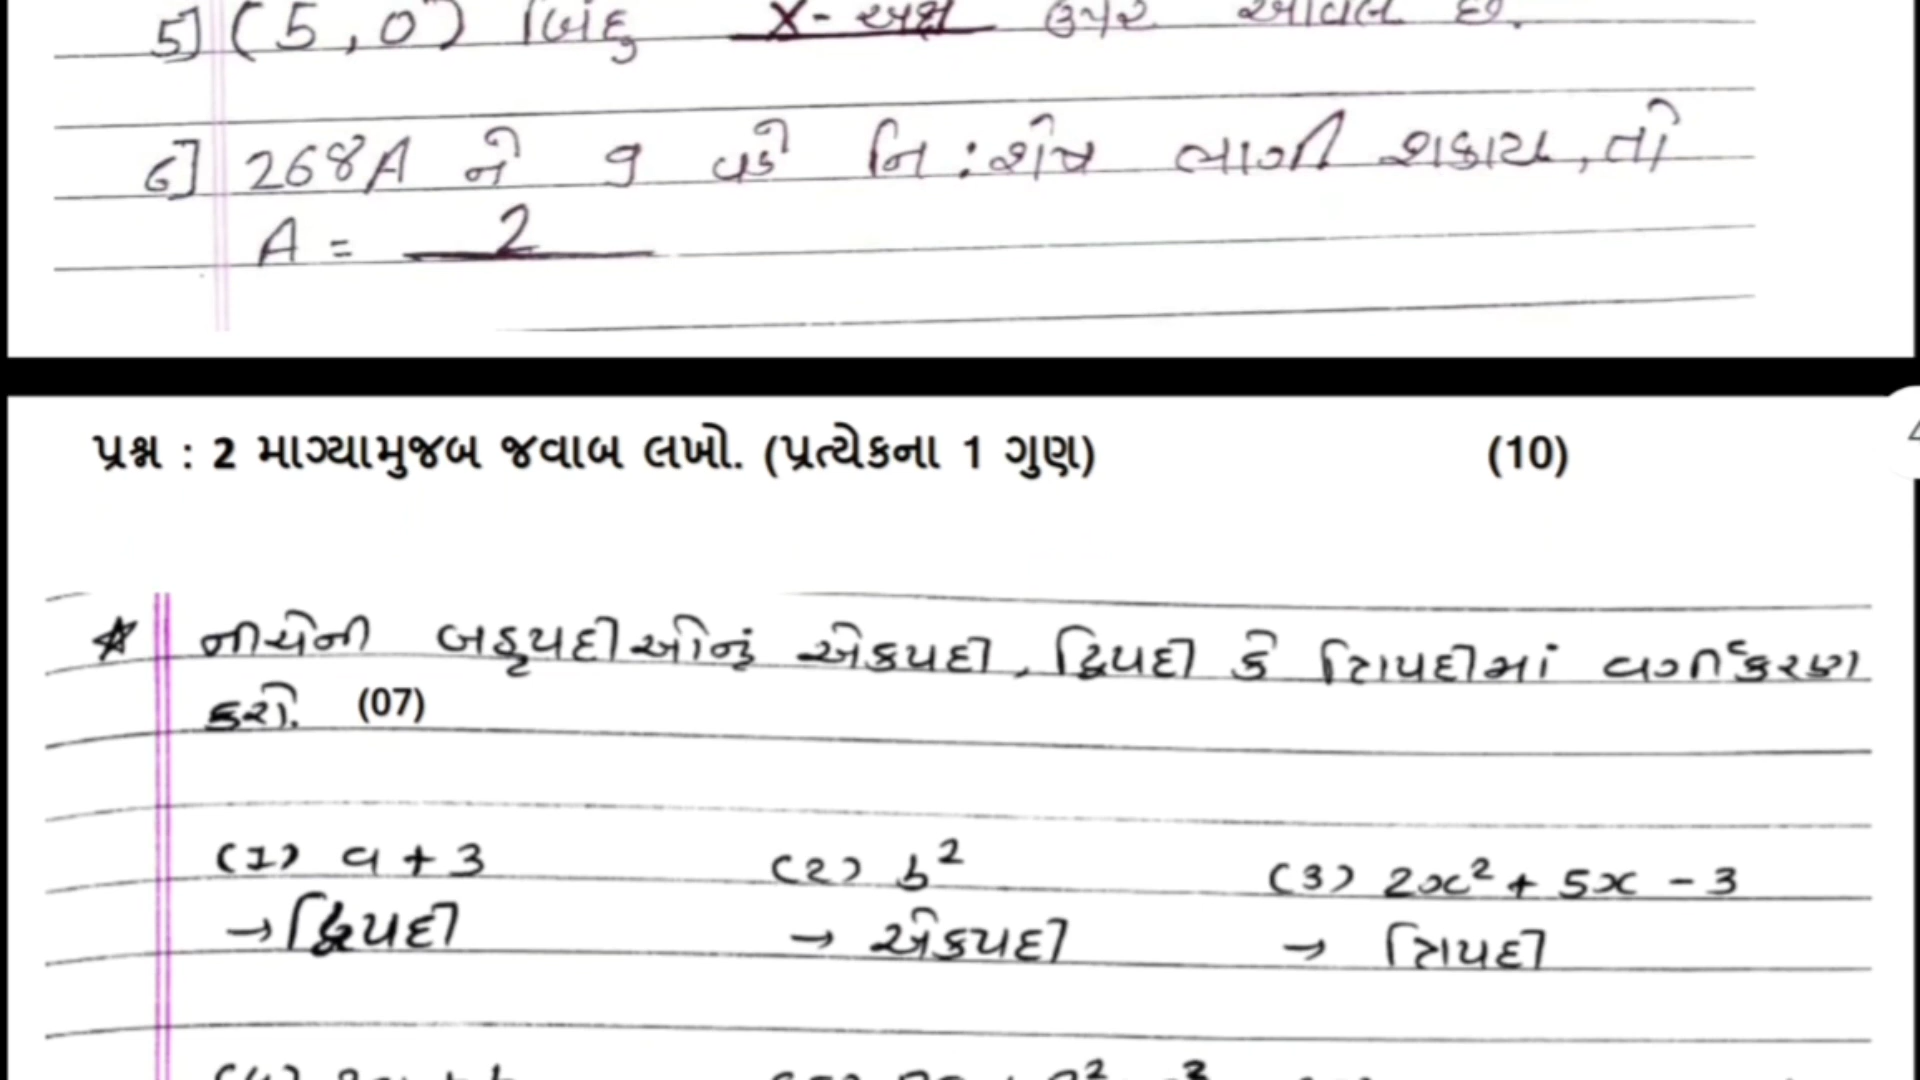 5] (5,0) બિંદુ X-અક્ષ ઉપર આવેલ છે.
6] 268A ને 9 વડે નિ:શેષ ભાગી શકાય, તો
A = 2
પ્રશ્ન : 2 માગ્યામુજબ જવાબ લખો. (પ્રત્યેકના 1 ગુણ) (10)
☆ નીચેની બહુપદીઓનું એકપદી, દ્વિપદી કે ત્રિપદીમાં વર્ગીકરણ
કરો. (07)
(1) a + 3 (2) b² (3) 2x² + 5x - 3
→ દ્વિપદી → એકપદી → ત્રિપદી